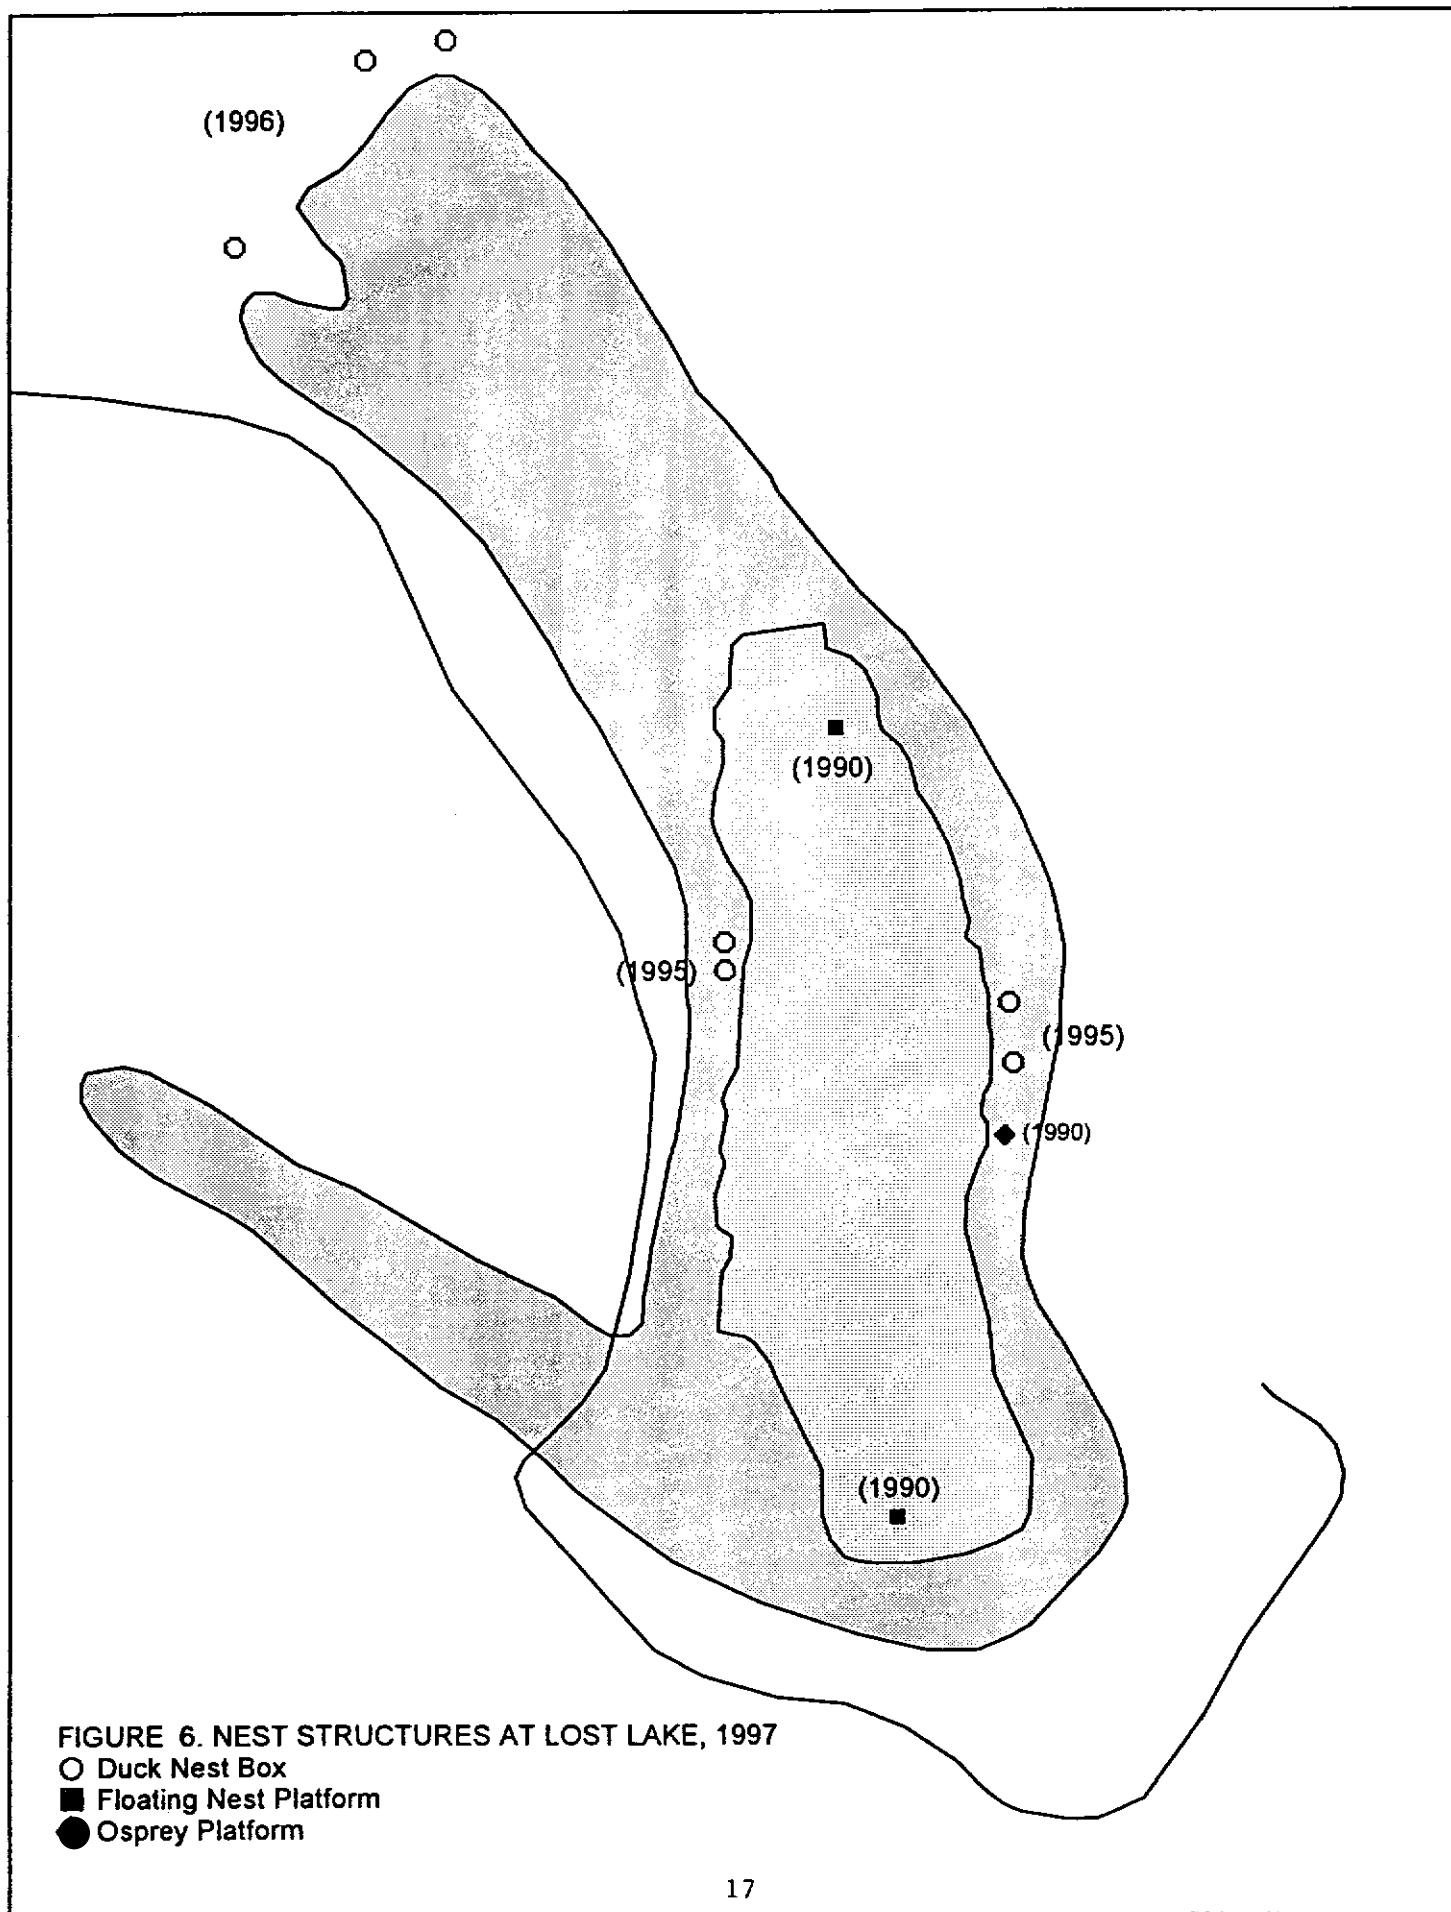 (1996)
(1990)
(1995)
(1995)
(1990)
(1990)
FIGURE 6. NEST STRUCTURES AT LOST LAKE, 1997
Duck Nest Box
Floating Nest Platform
Osprey Platform
17